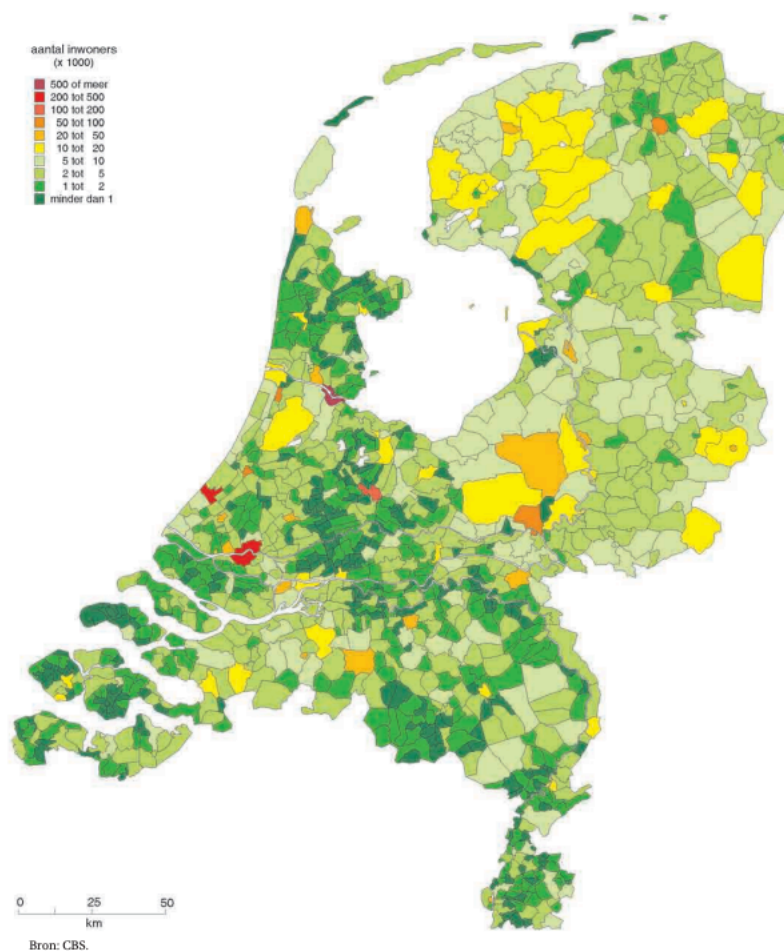 aantal inwoners
(x 1000)
500 of meer
200 tot 500
100 tot 200
50 tot 100
20 tot 50
10 tot 20
5 tot 10
2 tot 5
1 tot 2
minder dan 1
0 25 50
km
Bron: CBS.